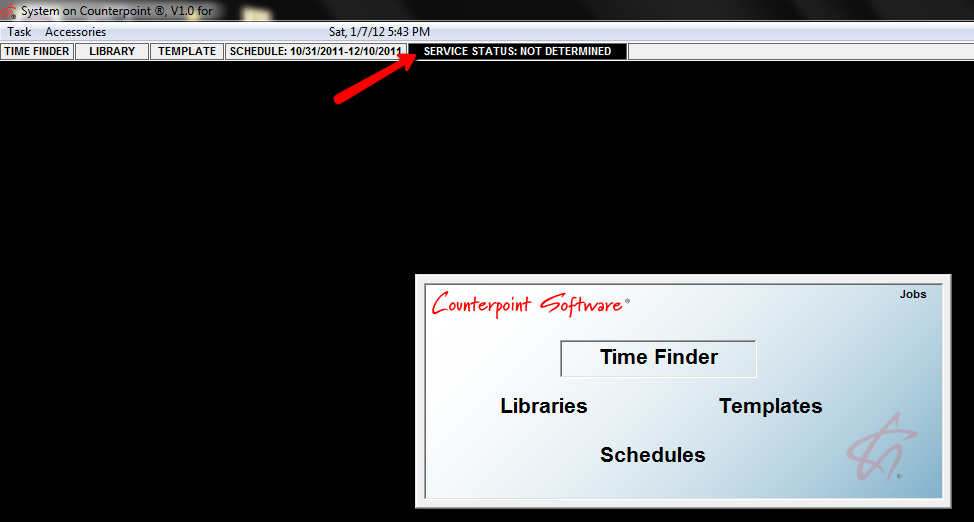 System on Counterpoint ®, V1.0 for
Task Accessories Sat, 1/7/12 5:43 PM
TIME FINDER LIBRARY TEMPLATE SCHEDULE: 10/31/2011-12/10/2011 SERVICE STATUS: NOT DETERMINED
Jobs
Counterpoint Software®
Time Finder
Libraries Templates
Schedules
®